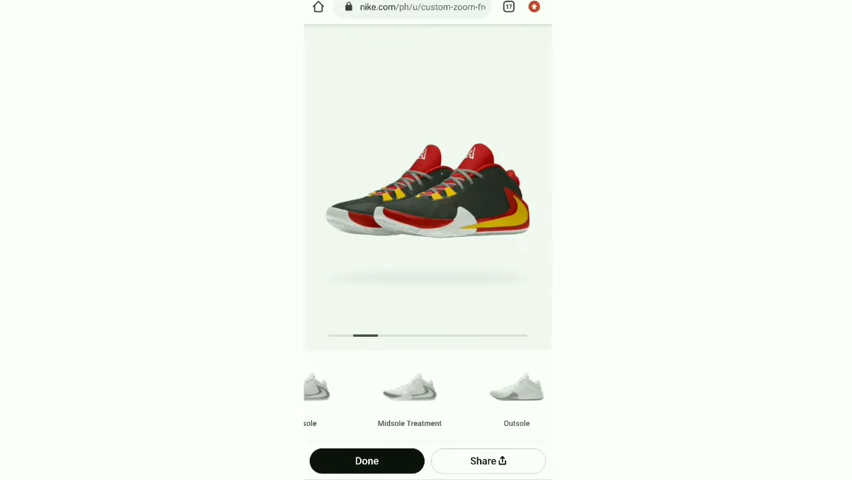 nike.com/ph/u/custom-zoom-fr
17
sole
Midsole Treatment
Outsole
Done
Share